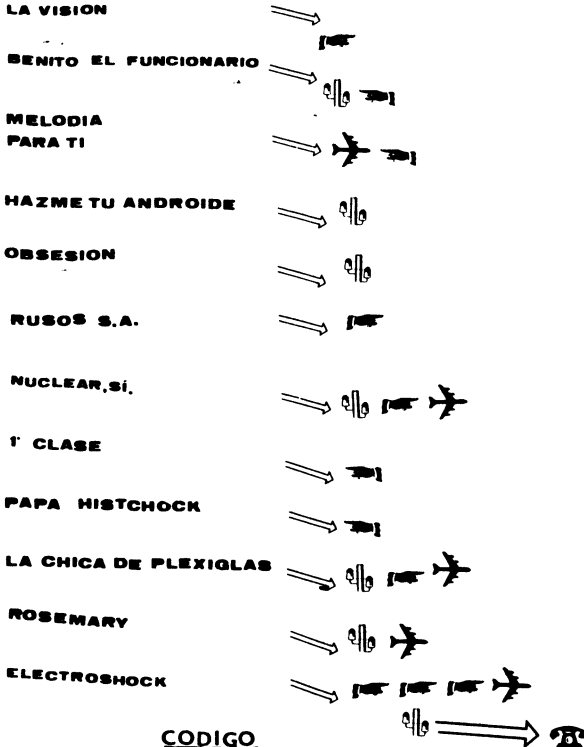 LA VISION
BENITO EL FUNCIONARIO
MELODIA
PARA TI
HAZME TU ANDROIDE
OBSESION
RUSOS S.A.
NUCLEAR,SÍ.
1ª CLASE
PAPA HISTCHOCK
LA CHICA DE PLEXIGLAS
ROSEMARY
ELECTROSHOCK
CODIGO